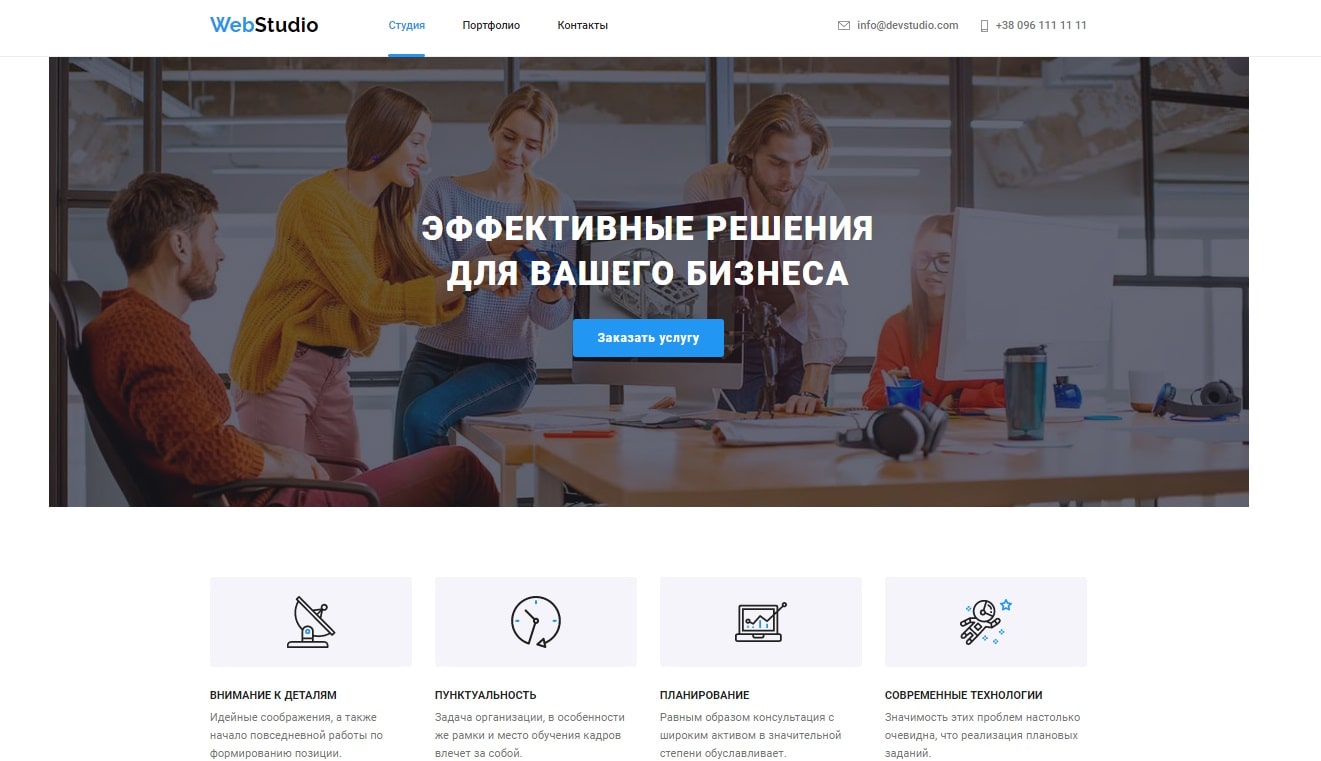 WebStudio
Студия
Портфолио
Контакты
info@devstudio.com
+38 096 111 11 11
ЭФФЕКТИВНЫЕ РЕШЕНИЯ
ДЛЯ ВАШЕГО БИЗНЕСА
Заказать услугу
ВНИМАНИЕ К ДЕТАЛЯМ
Идейные соображения, а также
начало повседневной работы по
формированию позиции.
ПУНКТУАЛЬНОСТЬ
Задача организации, в особенности
же рамки и место обучения кадров
влечет за собой.
ПЛАНИРОВАНИЕ
Равным образом консультация с
широким активом в значительной
степени обуславливает.
СОВРЕМЕННЫЕ ТЕХНОЛОГИИ
Значимость этих проблем настолько
очевидна, что реализация плановых
заданий.